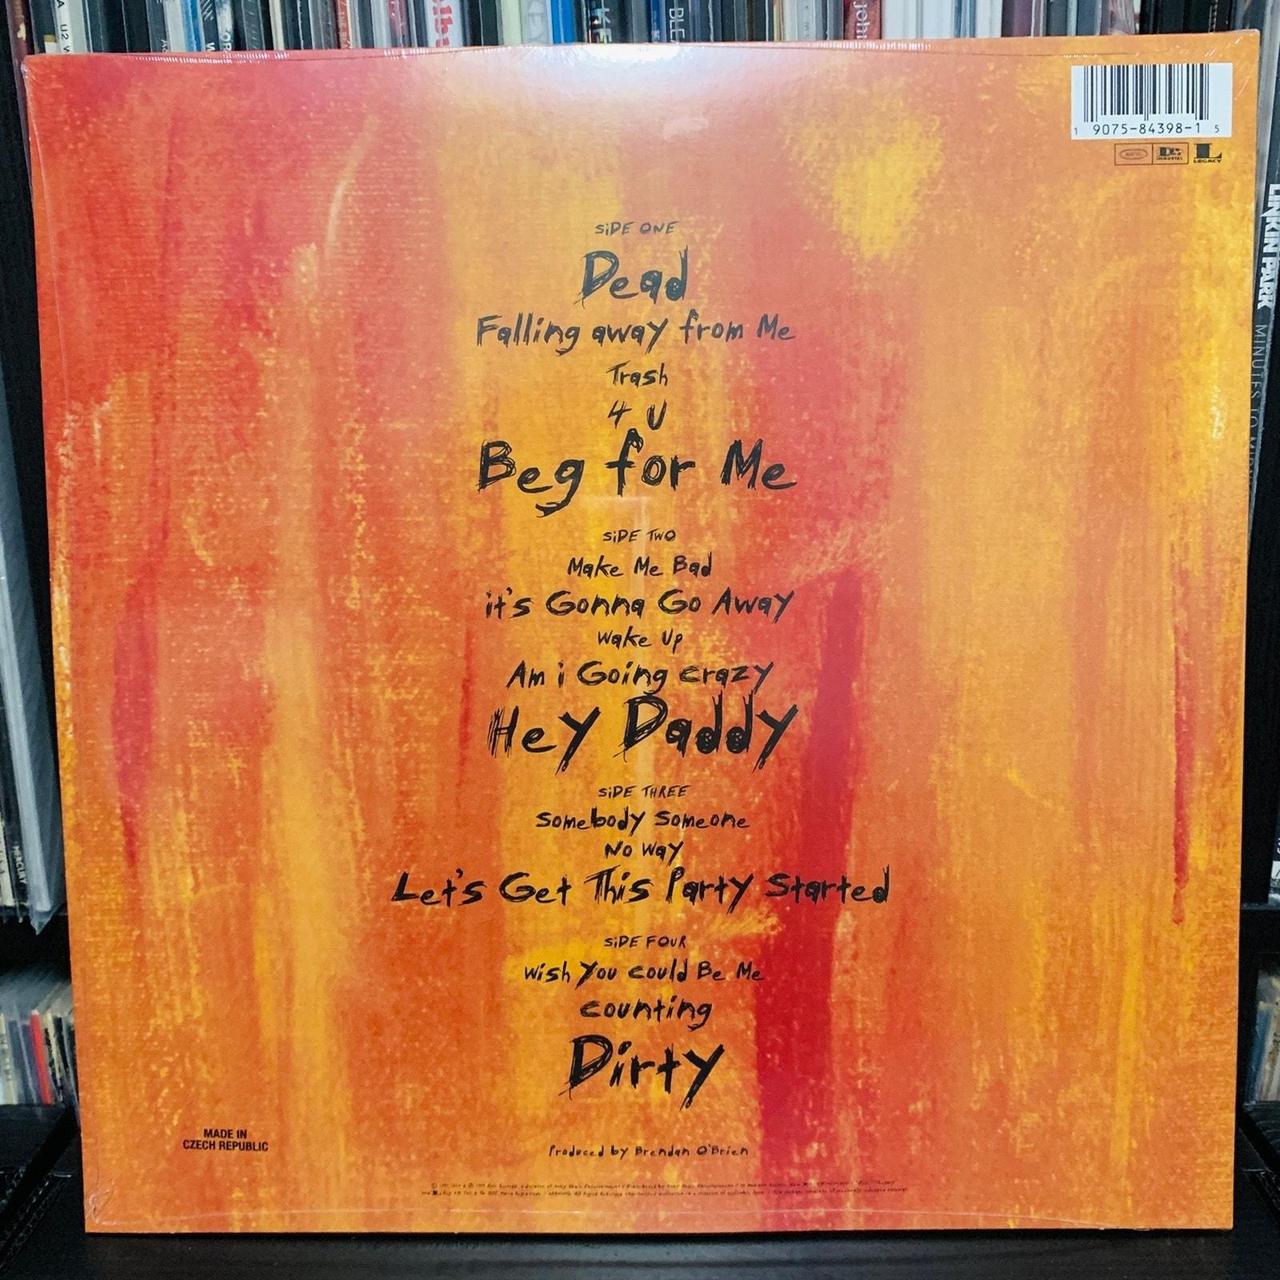 1 9075-84398-1 5
LEGACY
SiDE ONE
Dead
Falling away from Me
Trash
4 U
Beg for Me
SiDE TWO
Make Me Bad
it's Gonna Go Away
Wake Up
Am i Going crazy
Hey Daddy
SiDE THREE
Somebody Someone
No Way
Let's Get This Party Started
SiDE FOUR
Wish You could Be Me
counting
Dirty
MADE IN
CZECH REPUBLIC
Produced by Brendan O'Brien
LINKIN PARK MINUTES TO